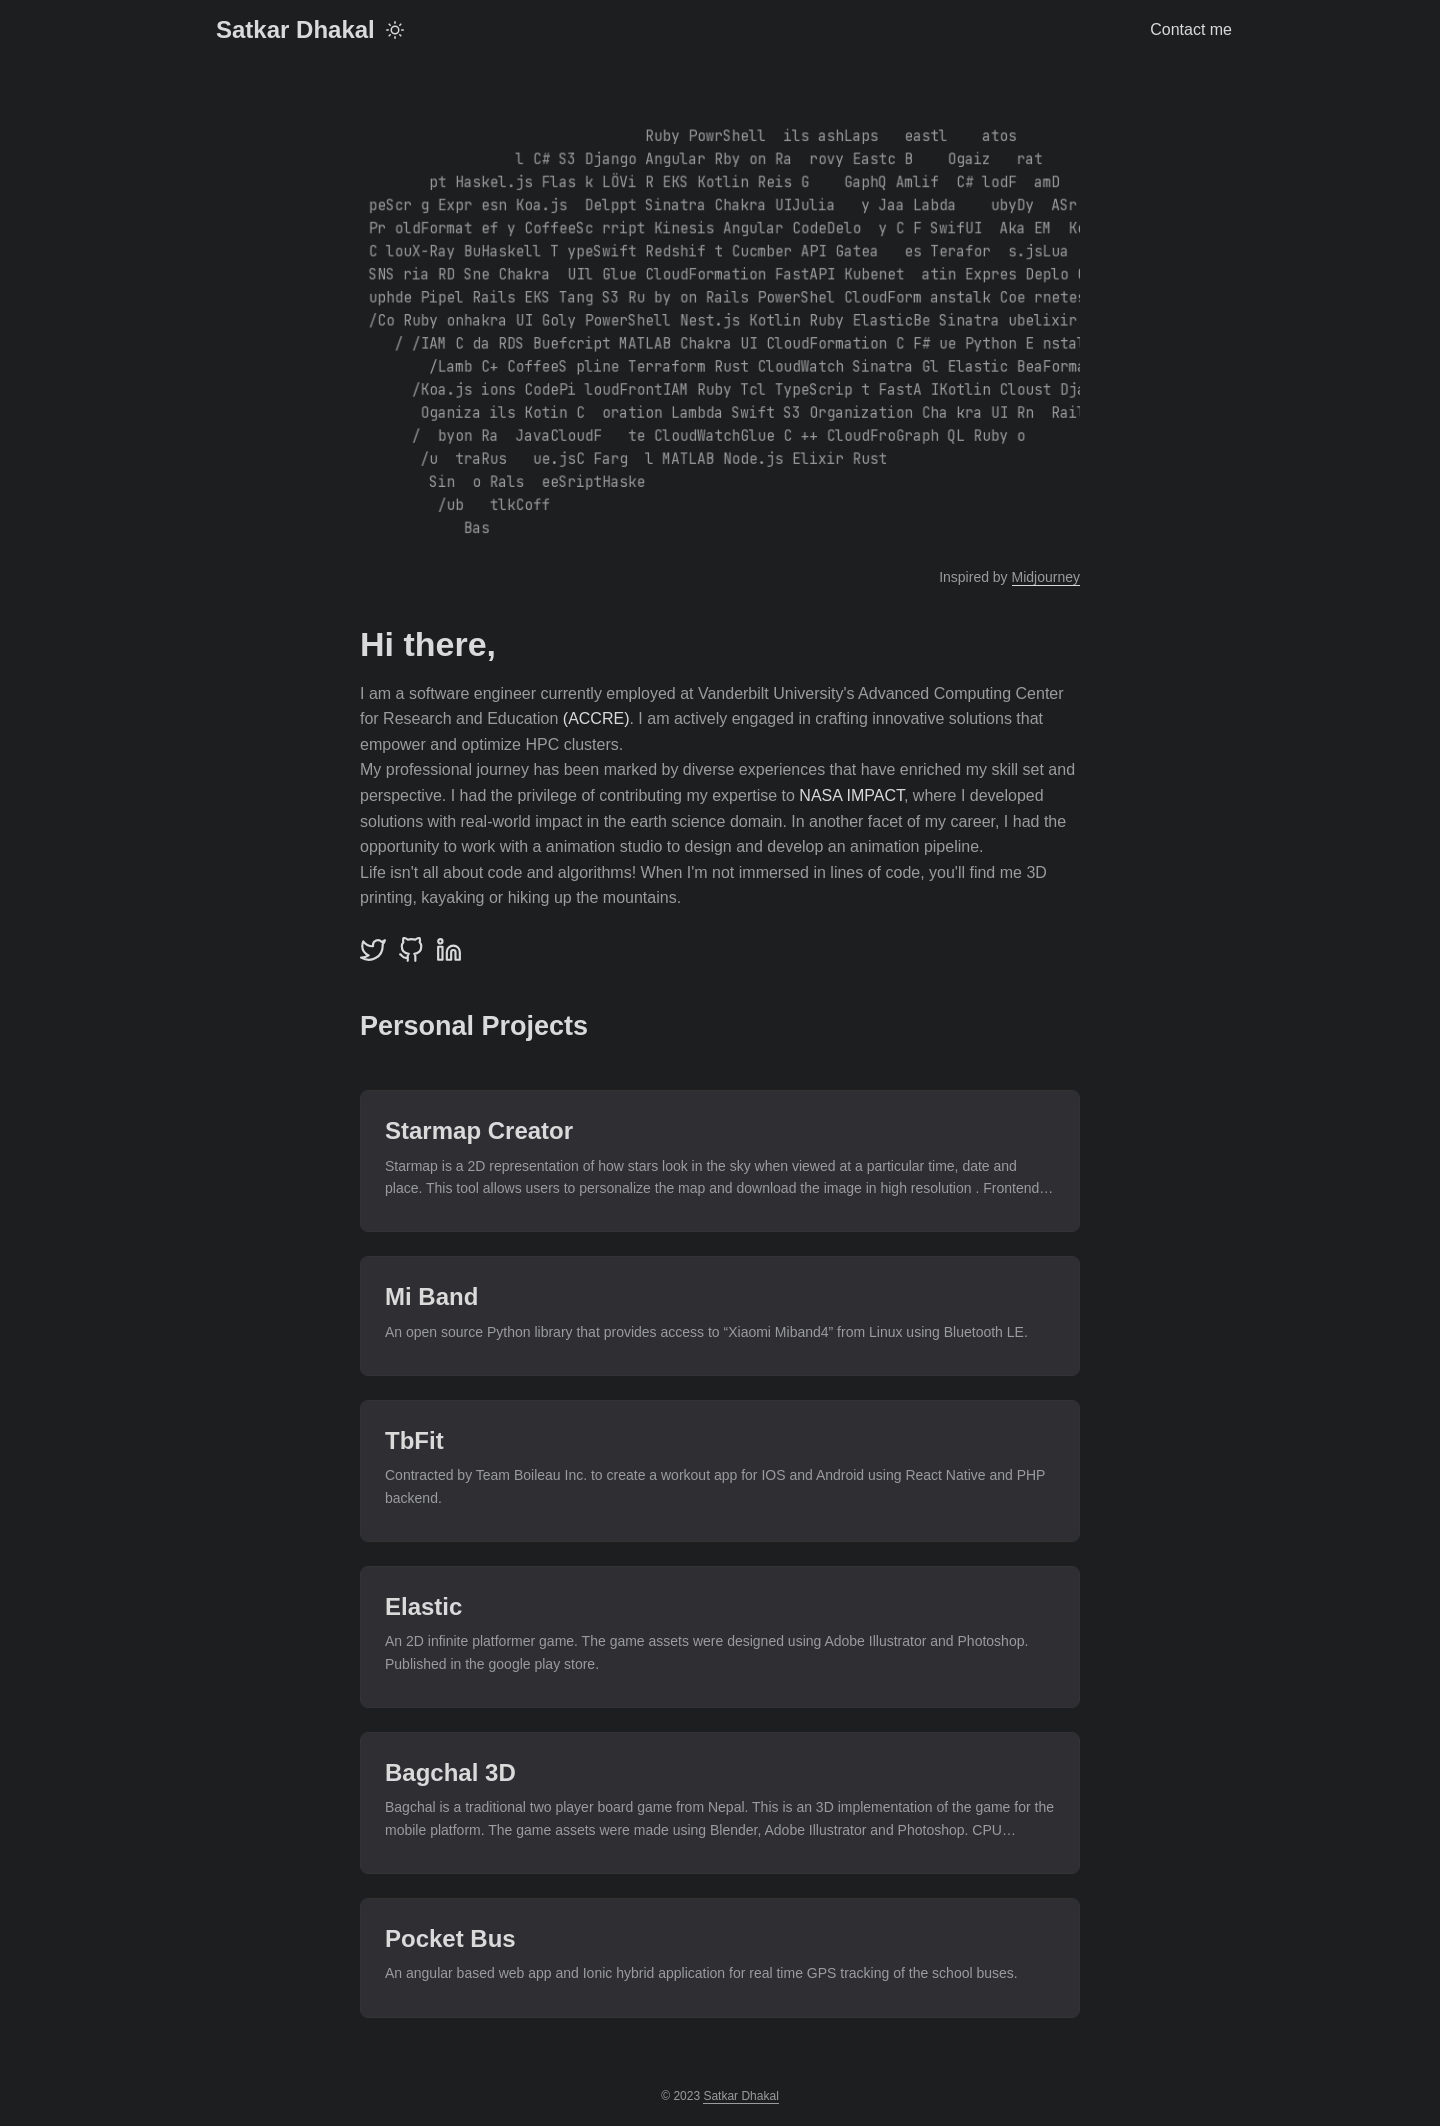 Satkar Dhakal
Contact me
Ruby PowrShell  ils ashLaps   eastl    atos
l C# S3 Django Angular Rby on Ra  rovy Eastc B    Ogaiz   rat
pt Haskel.js Flas k LÖVi R EKS Kotlin Reis G    GaphQ Amlif  C# lodF  amD
peScr g Expr esn Koa.js  Delppt Sinatra Chakra UIJulia   y Jaa Labda    ubyDy  ASr
Pr oldFormat ef y CoffeeSc rript Kinesis Angular CodeDelo  y C F SwifUI  Aka EM
C louX-Ray BuHaskell T ypeSwift Redshif t Cucmber API Gatea   es Terafor  s.jsLua
SNS ria RD Sne Chakra  UIl Glue CloudFormation FastAPI Kubenet  atin Expres Deplo
uphde Pipel Rails EKS Tang S3 Ru by on Rails PowerShel CloudForm anstalk Coe rnetes
/Co Ruby onhakra UI Goly PowerShell Nest.js Kotlin Ruby ElasticBe Sinatra ubelixir
/ /IAM C da RDS Buefcript MATLAB Chakra UI CloudFormation C F# ue Python E nstal
/Lamb C+ CoffeeS pline Terraform Rust CloudWatch Sinatra Gl Elastic BeaForma
/Koa.js ions CodePi loudFrontIAM Ruby Tcl TypeScrip t FastA IKotlin Cloust Dja
Oganiza ils Kotin C  oration Lambda Swift S3 Organization Cha kra UI Rn  Rail
/  byon Ra  JavaCloudF   te CloudWatchGlue C ++ CloudFroGraph QL Ruby o
/u  traRus   ue.jsC Farg  l MATLAB Node.js Elixir Rust
Sin  o Rals  eeSriptHaske
/ub   tlkCoff
Bas
Inspired by Midjourney
Hi there,
I am a software engineer currently employed at Vanderbilt University's Advanced Computing Center
for Research and Education (ACCRE). I am actively engaged in crafting innovative solutions that
empower and optimize HPC clusters.
My professional journey has been marked by diverse experiences that have enriched my skill set and
perspective. I had the privilege of contributing my expertise to NASA IMPACT, where I developed
solutions with real-world impact in the earth science domain. In another facet of my career, I had the
opportunity to work with a animation studio to design and develop an animation pipeline.
Life isn't all about code and algorithms! When I'm not immersed in lines of code, you'll find me 3D
printing, kayaking or hiking up the mountains.
Personal Projects
Starmap Creator
Starmap is a 2D representation of how stars look in the sky when viewed at a particular time, date and
place. This tool allows users to personalize the map and download the image in high resolution . Frontend…
Mi Band
An open source Python library that provides access to “Xiaomi Miband4” from Linux using Bluetooth LE.
TbFit
Contracted by Team Boileau Inc. to create a workout app for IOS and Android using React Native and PHP
backend.
Elastic
An 2D infinite platformer game. The game assets were designed using Adobe Illustrator and Photoshop.
Published in the google play store.
Bagchal 3D
Bagchal is a traditional two player board game from Nepal. This is an 3D implementation of the game for the
mobile platform. The game assets were made using Blender, Adobe Illustrator and Photoshop. CPU…
Pocket Bus
An angular based web app and Ionic hybrid application for real time GPS tracking of the school buses.
© 2023 Satkar Dhakal